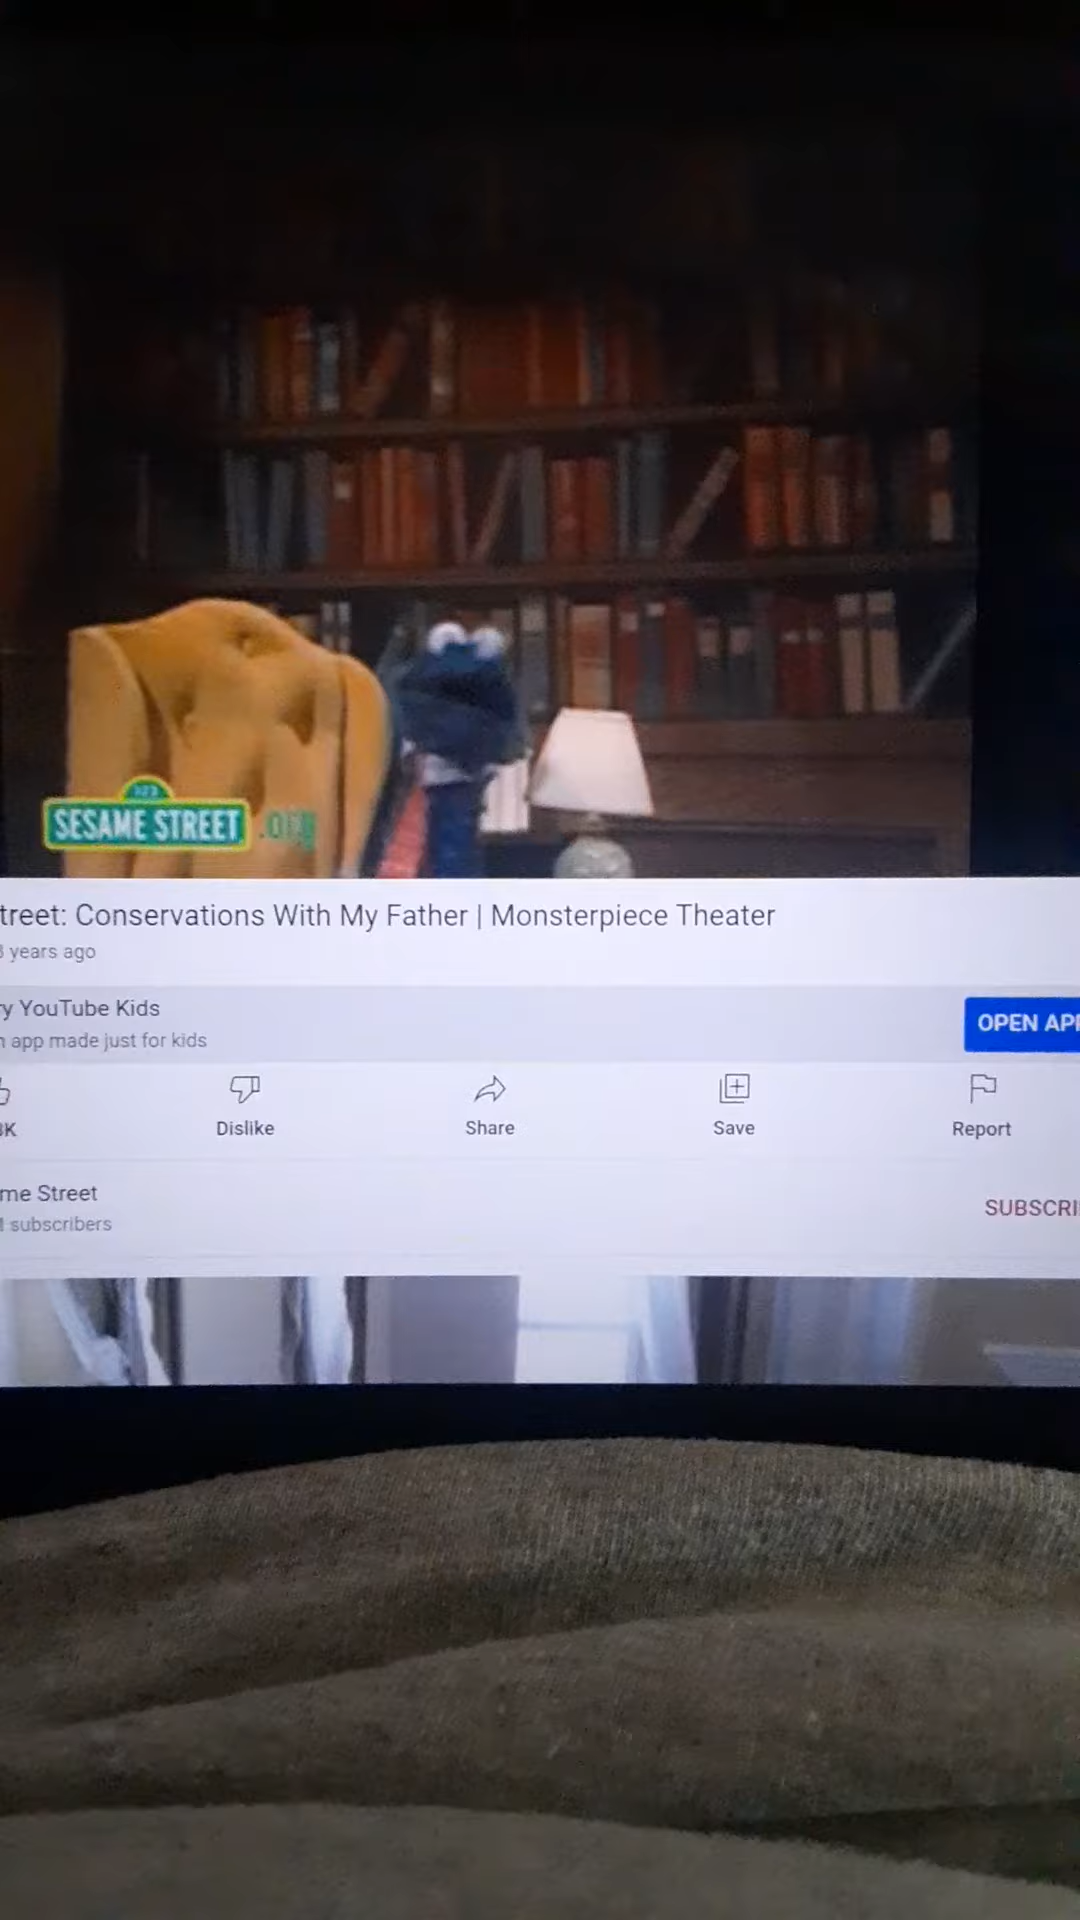 123
SESAME STREET .org
treet: Conservations With My Father | Monsterpiece Theater
years ago
y YouTube Kids
app made just for kids
OPEN AP
K
Dislike
Share
Save
Report
me Street
subscribers
SUBSCRI